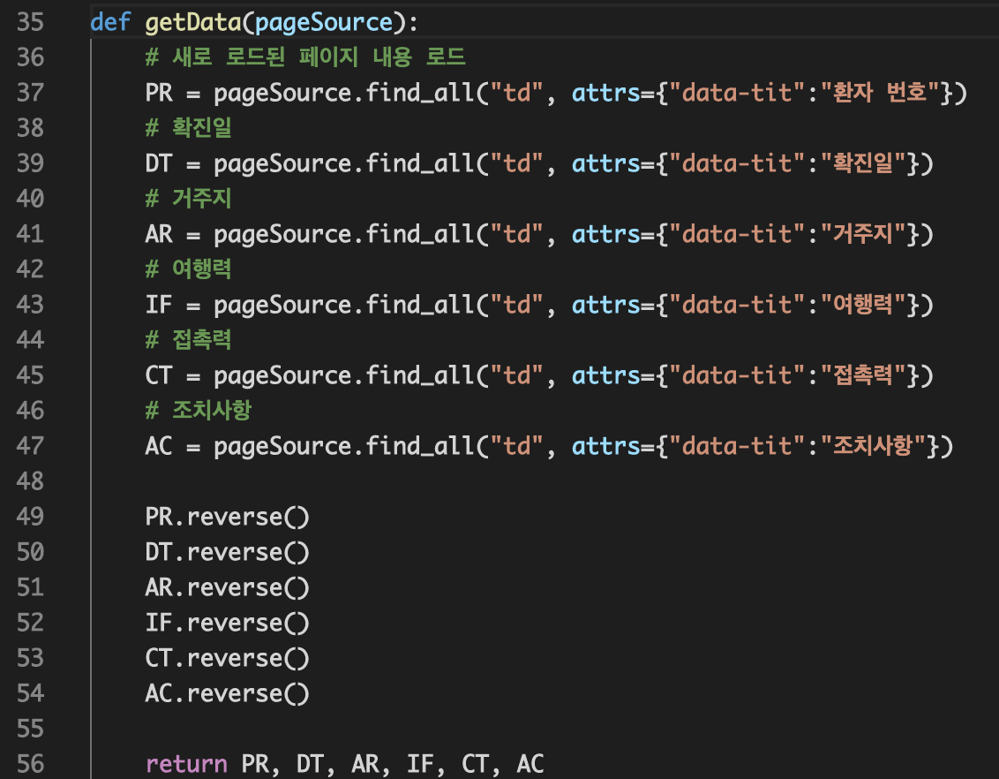 35 def getData(pageSource):
36     # 새로 로드된 페이지 내용 로드
37     PR = pageSource.find_all("td", attrs={"data-tit":"환자 번호"})
38     # 확진일
39     DT = pageSource.find_all("td", attrs={"data-tit":"확진일"})
40     # 거주지
41     AR = pageSource.find_all("td", attrs={"data-tit":"거주지"})
42     # 여행력
43     IF = pageSource.find_all("td", attrs={"data-tit":"여행력"})
44     # 접촉력
45     CT = pageSource.find_all("td", attrs={"data-tit":"접촉력"})
46     # 조치사항
47     AC = pageSource.find_all("td", attrs={"data-tit":"조치사항"})
48
49     PR.reverse()
50     DT.reverse()
51     AR.reverse()
52     IF.reverse()
53     CT.reverse()
54     AC.reverse()
55
56     return PR, DT, AR, IF, CT, AC